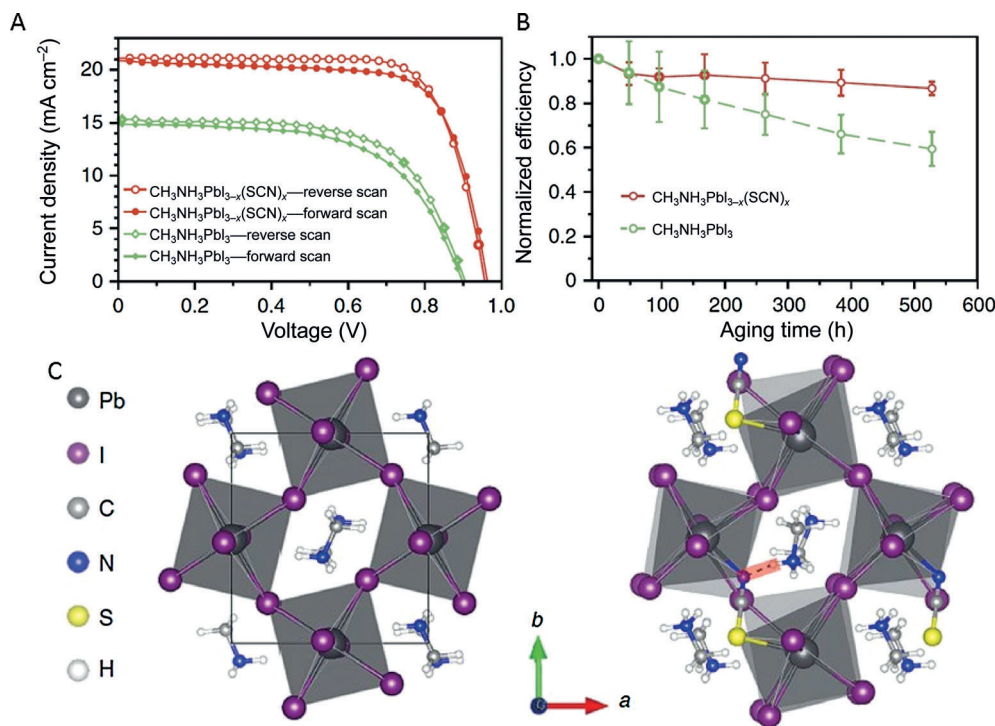 A
Current density (mA cm⁻²)
20
15
10
5
0
CH₃NH₃PbI₃₋ₓ(SCN)ₓ—reverse scan
CH₃NH₃PbI₃₋ₓ(SCN)ₓ—forward scan
CH₃NH₃PbI₃—reverse scan
CH₃NH₃PbI₃—forward scan
0 0.2 0.4 0.6 0.8 1.0
Voltage (V)
B
Normalized efficiency
1.0
0.8
0.6
0.4
0.2
0
CH₃NH₃PbI₃₋ₓ(SCN)ₓ
CH₃NH₃PbI₃
0 100 200 300 400 500 600
Aging time (h)
C
Pb
I
C
N
S
H
b
a